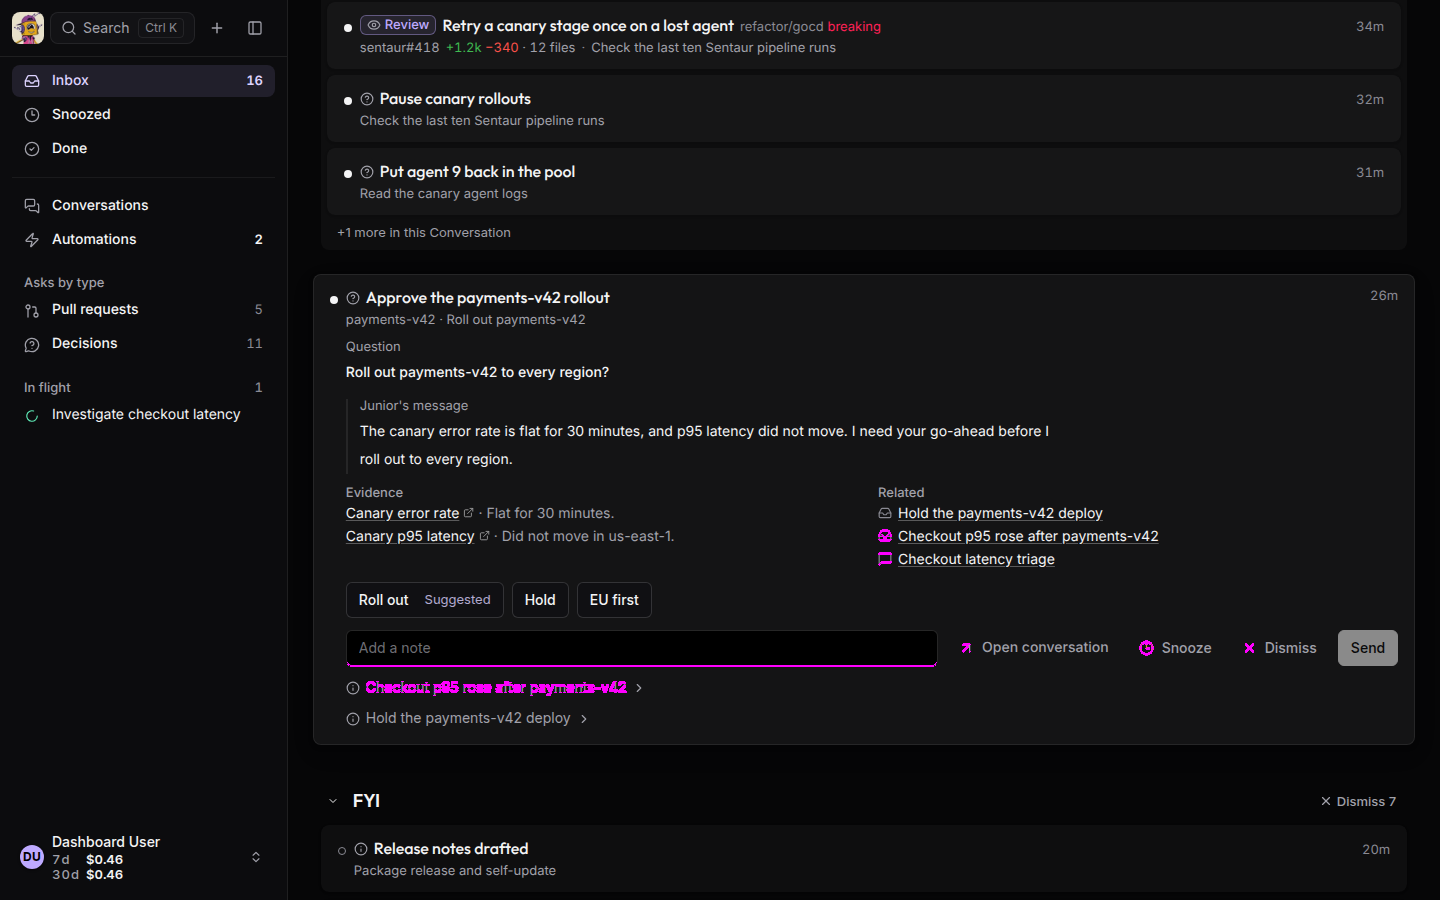 Search Ctrl K
Inbox 16
Snoozed
Done
Conversations
Automations 2
Asks by type
Pull requests 5
Decisions 11
In flight 1
Investigate checkout latency
Dashboard User
7d $0.46
30d $0.46
DU
Review Retry a canary stage once on a lost agent refactor/gocd breaking 34m
sentaur#418 +1.2k −340 · 12 files · Check the last ten Sentaur pipeline runs
Pause canary rollouts 32m
Check the last ten Sentaur pipeline runs
Put agent 9 back in the pool 31m
Read the canary agent logs
+1 more in this Conversation
Approve the payments-v42 rollout 26m
payments-v42 · Roll out payments-v42
Question
Roll out payments-v42 to every region?
Junior's message
The canary error rate is flat for 30 minutes, and p95 latency did not move. I need your go-ahead before I
roll out to every region.
Evidence
Canary error rate · Flat for 30 minutes.
Canary p95 latency · Did not move in us-east-1.
Related
Hold the payments-v42 deploy
Checkout p95 rose after payments-v42
Checkout latency triage
Roll out Suggested Hold EU first
Add a note Open conversation Snooze Dismiss Send
Checkout p95 rose after payments-v42
Hold the payments-v42 deploy
FYI Dismiss 7
Release notes drafted 20m
Package release and self-update